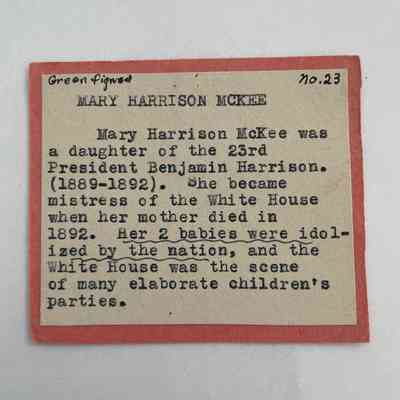 Green figured no.23
MARY HARRISON MCKEE
Mary Harrison McKee was
a daughter of the 23rd
President Benjamin Harrison.
(1889-1892). She became
mistress of the White House
when her mother died in
1892. Her 2 babies were idol-
ized by the nation, and the
White House was the scene
of many elaborate children's
parties.